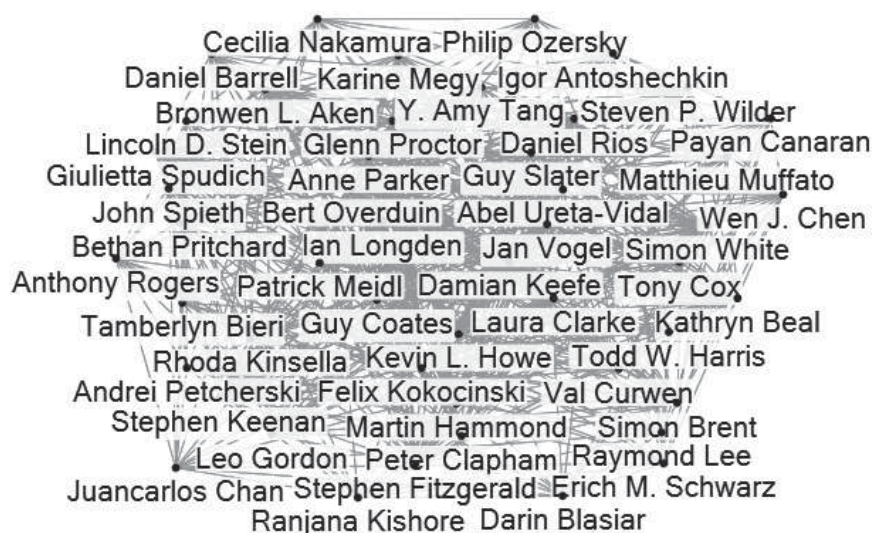 Cecilia Nakamura Philip Ozersky
Daniel Barrell Karine Megy Igor Antoshechkin
Bronwen L. Aken Y. Amy Tang Steven P. Wilder
Lincoln D. Stein Glenn Proctor Daniel Rios Payan Canaran
Giulietta Spudich Anne Parker Guy Slater Matthieu Muffato
John Spieth Bert Overduin Abel Ureta-Vidal Wen J. Chen
Bethan Pritchard Ian Longden Jan Vogel Simon White
Anthony Rogers Patrick Meidl Damian Keefe Tony Cox
Tamberlyn Bieri Guy Coates Laura Clarke Kathryn Beal
Rhoda Kinsella Kevin L. Howe Todd W. Harris
Andrei Petcherski Felix Kokocinski Val Curwen
Stephen Keenan Martin Hammond Simon Brent
Leo Gordon Peter Clapham Raymond Lee
Juancarlos Chan Stephen Fitzgerald Erich M. Schwarz
Ranjana Kishore Darin Blasiar